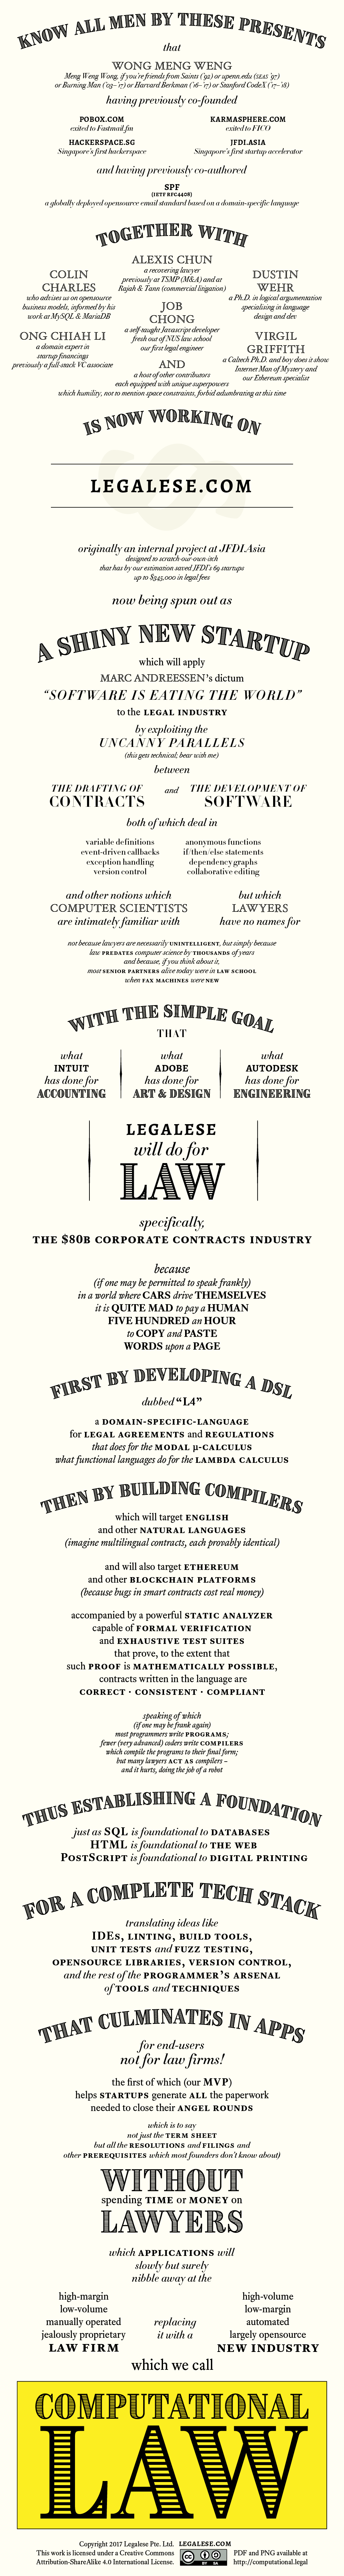 KNOW ALL MEN BY THESE PRESENTS
that
WONG MENG WENG
Meng Weng Wong, if you're friends from Saints ('92) or upenn.edu (SEAS '97)
or Burning Man ('03–'17) or Harvard Berkman ('16–'17) or Stanford CodeX ('17–'18)
having previously co-founded
POBOX.COM
exited to Fastmail.fm
KARMASPHERE.COM
exited to FICO
HACKERSPACE.SG
Singapore's first hackerspace
JFDI.ASIA
Singapore's first startup accelerator
and having previously co-authored
SPF
(IETF RFC4408)
a globally deployed opensource email standard based on a domain-specific language
TOGETHER WITH
COLIN
CHARLES
who advises us on opensource
business models, informed by his
work at MySQL & MariaDB
ONG CHIAH LI
a domain expert in
startup financings
previously a full-stack VC associate
ALEXIS CHUN
a recovering lawyer
previously at TSMP (M&A) and at
Rajah & Tann (commercial litigation)
JOB
CHONG
a self-taught Javascript developer
fresh out of NUS law school
our first legal engineer
AND
a host of other contributors
each equipped with unique superpowers
DUSTIN
WEHR
a Ph.D. in logical argumentation
specialising in language
design and dev
VIRGIL
GRIFFITH
a Caltech Ph.D. and boy does it show
Internet Man of Mystery and
our Ethereum specialist
which humility, not to mention space constraints, forbid adumbrating at this time
IS NOW WORKING ON
LEGALESE.COM
originally an internal project at JFDI.Asia
designed to scratch-our-own-itch
that has by our estimation saved JFDI's 69 startups
up to $345,000 in legal fees
now being spun out as
A SHINY NEW STARTUP
which will apply
MARC ANDREESSEN's dictum
“SOFTWARE IS EATING THE WORLD”
to the LEGAL INDUSTRY
by exploiting the
UNCANNY PARALLELS
(this gets technical; bear with me)
between
THE DRAFTING OF
CONTRACTS
and
THE DEVELOPMENT OF
SOFTWARE
both of which deal in
variable definitions
event-driven callbacks
exception handling
version control
anonymous functions
if/then/else statements
dependency graphs
collaborative editing
and other notions which
COMPUTER SCIENTISTS
are intimately familiar with
but which
LAWYERS
have no names for
not because lawyers are necessarily UNINTELLIGENT, but simply because
law PREDATES computer science by THOUSANDS of years
and because, if you think about it,
most SENIOR PARTNERS alive today were in LAW SCHOOL
when FAX MACHINES were NEW
WITH THE SIMPLE GOAL
THAT
what
INTUIT
has done for
ACCOUNTING
what
ADOBE
has done for
ART & DESIGN
what
AUTODESK
has done for
ENGINEERING
LEGALESE
will do for
LAW
specifically,
THE $80B CORPORATE CONTRACTS INDUSTRY
because
(if one may be permitted to speak frankly)
in a world where CARS drive THEMSELVES
it is QUITE MAD to pay a HUMAN
FIVE HUNDRED an HOUR
to COPY and PASTE
WORDS upon a PAGE
FIRST BY DEVELOPING A DSL
dubbed “L4”
a DOMAIN-SPECIFIC-LANGUAGE
for LEGAL AGREEMENTS and REGULATIONS
that does for the MODAL μ-CALCULUS
what functional languages do for the LAMBDA CALCULUS
THEN BY BUILDING COMPILERS
which will target ENGLISH
and other NATURAL LANGUAGES
(imagine multilingual contracts, each provably identical)
and will also target ETHEREUM
and other BLOCKCHAIN PLATFORMS
(because bugs in smart contracts cost real money)
accompanied by a powerful STATIC ANALYZER
capable of FORMAL VERIFICATION
and EXHAUSTIVE TEST SUITES
that prove, to the extent that
such PROOF is MATHEMATICALLY POSSIBLE,
contracts written in the language are
CORRECT · CONSISTENT · COMPLIANT
speaking of which
(if one may be frank again)
most programmers write PROGRAMS;
fewer (very advanced) coders write COMPILERS
which compile the programs to their final form;
but many lawyers ACT AS compilers –
and it hurts, doing the job of a robot
THUS ESTABLISHING A FOUNDATION
just as SQL is foundational to DATABASES
HTML is foundational to THE WEB
POSTSCRIPT is foundational to DIGITAL PRINTING
FOR A COMPLETE TECH STACK
translating ideas like
IDES, LINTING, BUILD TOOLS,
UNIT TESTS and FUZZ TESTING,
OPENSOURCE LIBRARIES, VERSION CONTROL,
and the rest of the PROGRAMMER'S ARSENAL
of TOOLS and TECHNIQUES
THAT CULMINATES IN APPS
for end-users
not for law firms!
the first of which (our MVP)
helps STARTUPS generate ALL the paperwork
needed to close their ANGEL ROUNDS
which is to say
not just the TERM SHEET
but all the RESOLUTIONS and FILINGS and
other PREREQUISITES which most founders don't know about)
WITHOUT
spending TIME or MONEY on
LAWYERS
which APPLICATIONS will
slowly but surely
nibble away at the
high-margin
low-volume
manually operated
jealously proprietary
LAW FIRM
replacing
it with a
high-volume
low-margin
automated
largely opensource
NEW INDUSTRY
which we call
COMPUTATIONAL
LAW
Copyright 2017 Legalese Pte. Ltd. LEGALESE.COM
This work is licensed under a Creative Commons
Attribution-ShareAlike 4.0 International License.
cc BY SA
PDF and PNG available at
http://computational.legal